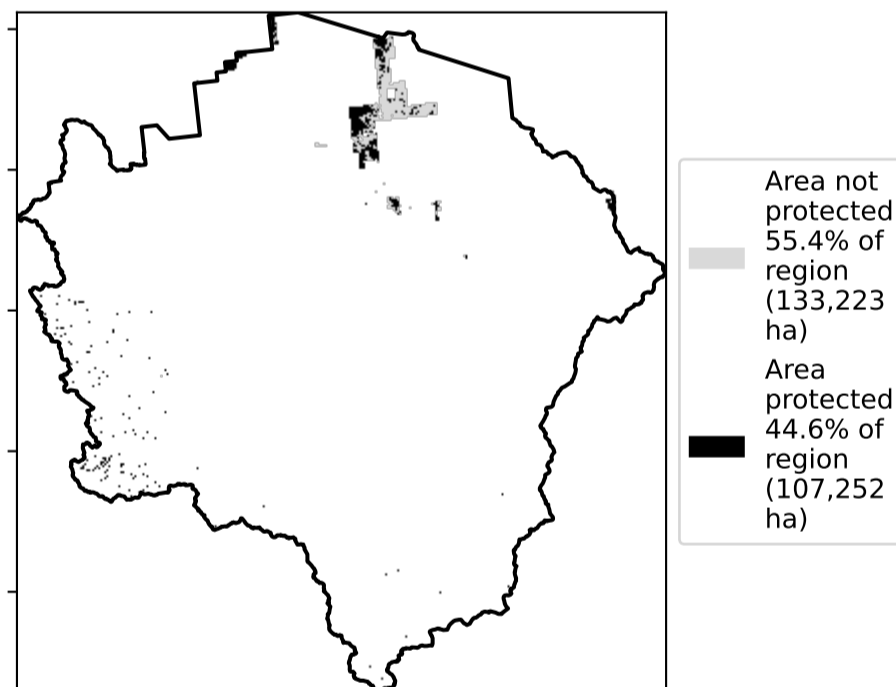 Area not
protected
55.4% of
region
(133,223
ha)
Area
protected
44.6% of
region
(107,252
ha)